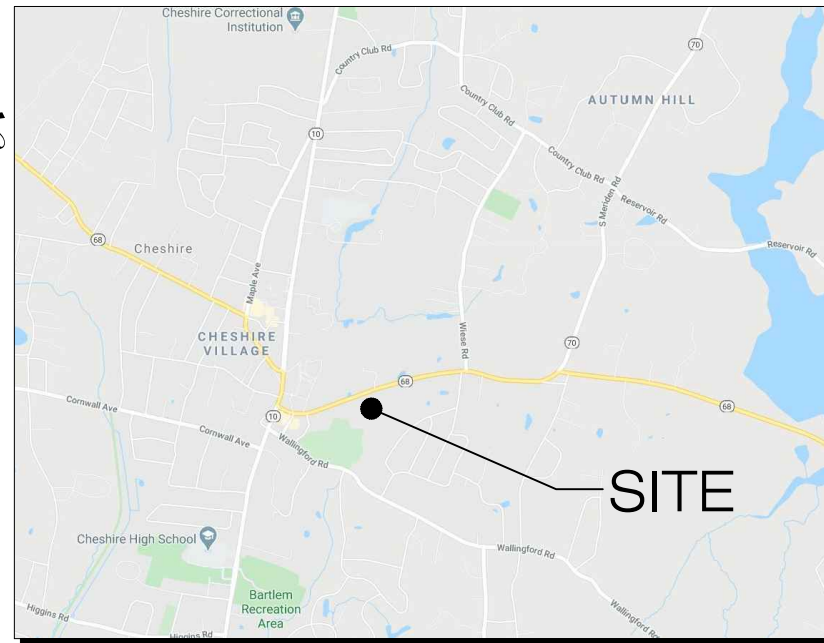 Cheshire Correctional
Institution
Country Club Rd
70
AUTUMN HILL
Country Club Rd
10
Country Club Rd
S Meriden Rd
Reservoir Rd
68
Cheshire
Reservoir Rd
Maple Ave
CHESHIRE
VILLAGE
Wiese Rd
70
68
Cornwall Ave
10
68
Cornwall Ave
Wallingford Rd
SITE
Cheshire High School
Wallingford Rd
Bartlem
Recreation
Area
Higgins Rd
Higgins Rd
Wallingford Rd